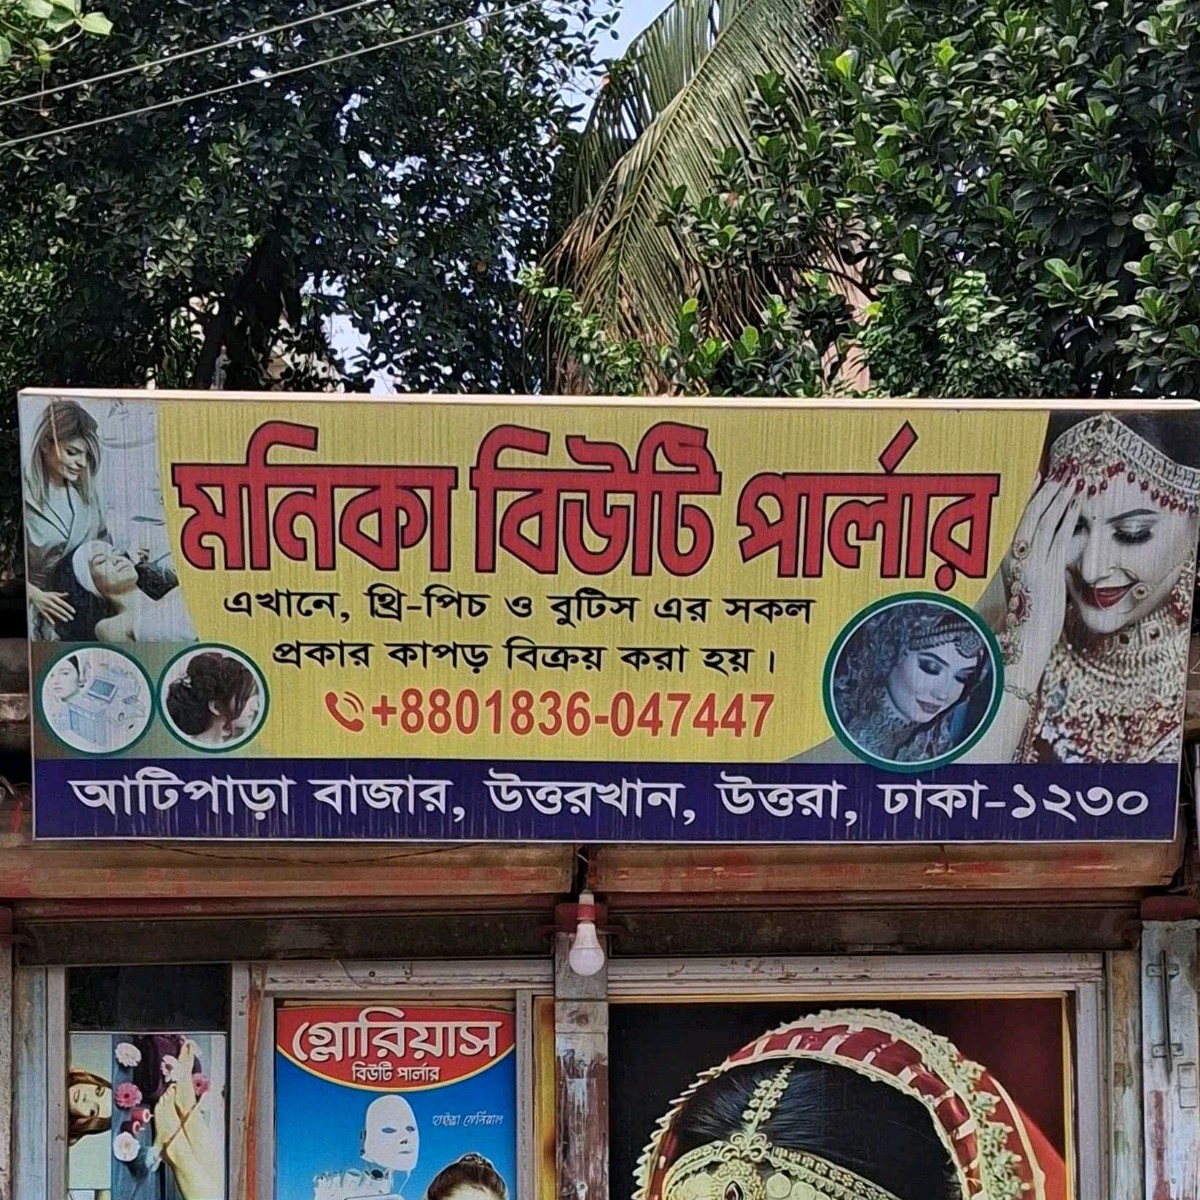 মনিকা বিউটি পার্লার
এখানে, থ্রি-পিচ ও বুটিস এর সকল
প্রকার কাপড় বিক্রয় করা হয়।
+8801836-047447
আটিপাড়া বাজার, উত্তরখান, উত্তরা, ঢাকা-১২৩০
গ্লোরিয়াস
বিউটি পার্লার
হাইড্রা ফেসিয়াল